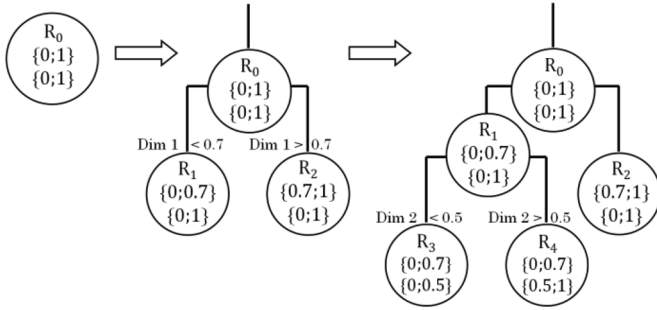 R₀
{0;1}
{0;1}
R₀
{0;1}
{0;1}
Dim 1 < 0.7
Dim 1 > 0.7
R₁
{0;0.7}
{0;1}
R₂
{0.7;1}
{0;1}
R₀
{0;1}
{0;1}
R₁
{0;0.7}
{0;1}
R₂
{0.7;1}
{0;1}
Dim 2 < 0.5
Dim 2 > 0.5
R₃
{0;0.7}
{0;0.5}
R₄
{0;0.7}
{0.5;1}